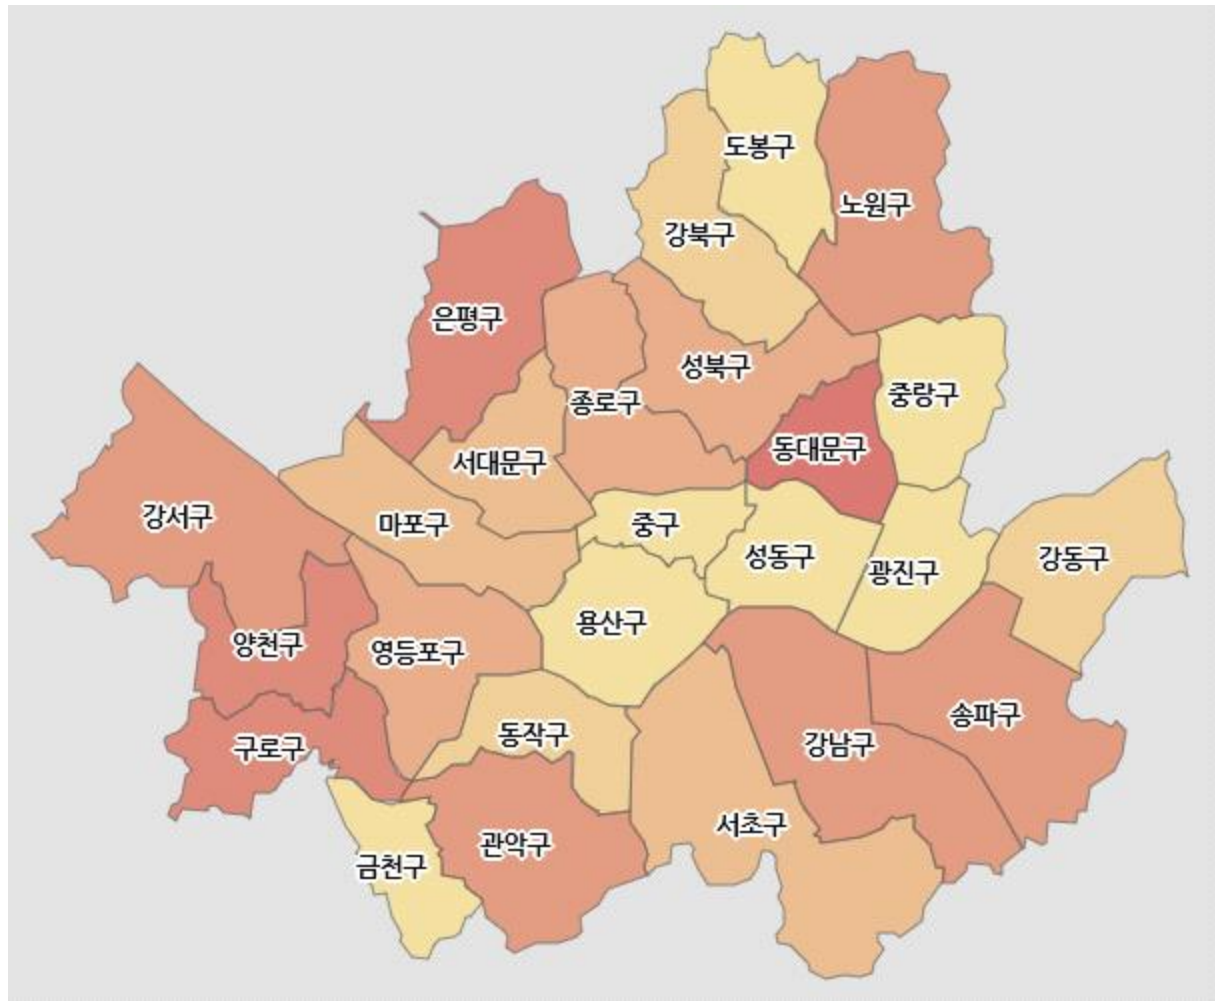 도봉구
노원구
강북구
은평구
성북구
중랑구
종로구
동대문구
서대문구
강서구
마포구
중구
성동구
강동구
광진구
용산구
양천구
영등포구
송파구
동작구
강남구
구로구
서초구
관악구
금천구